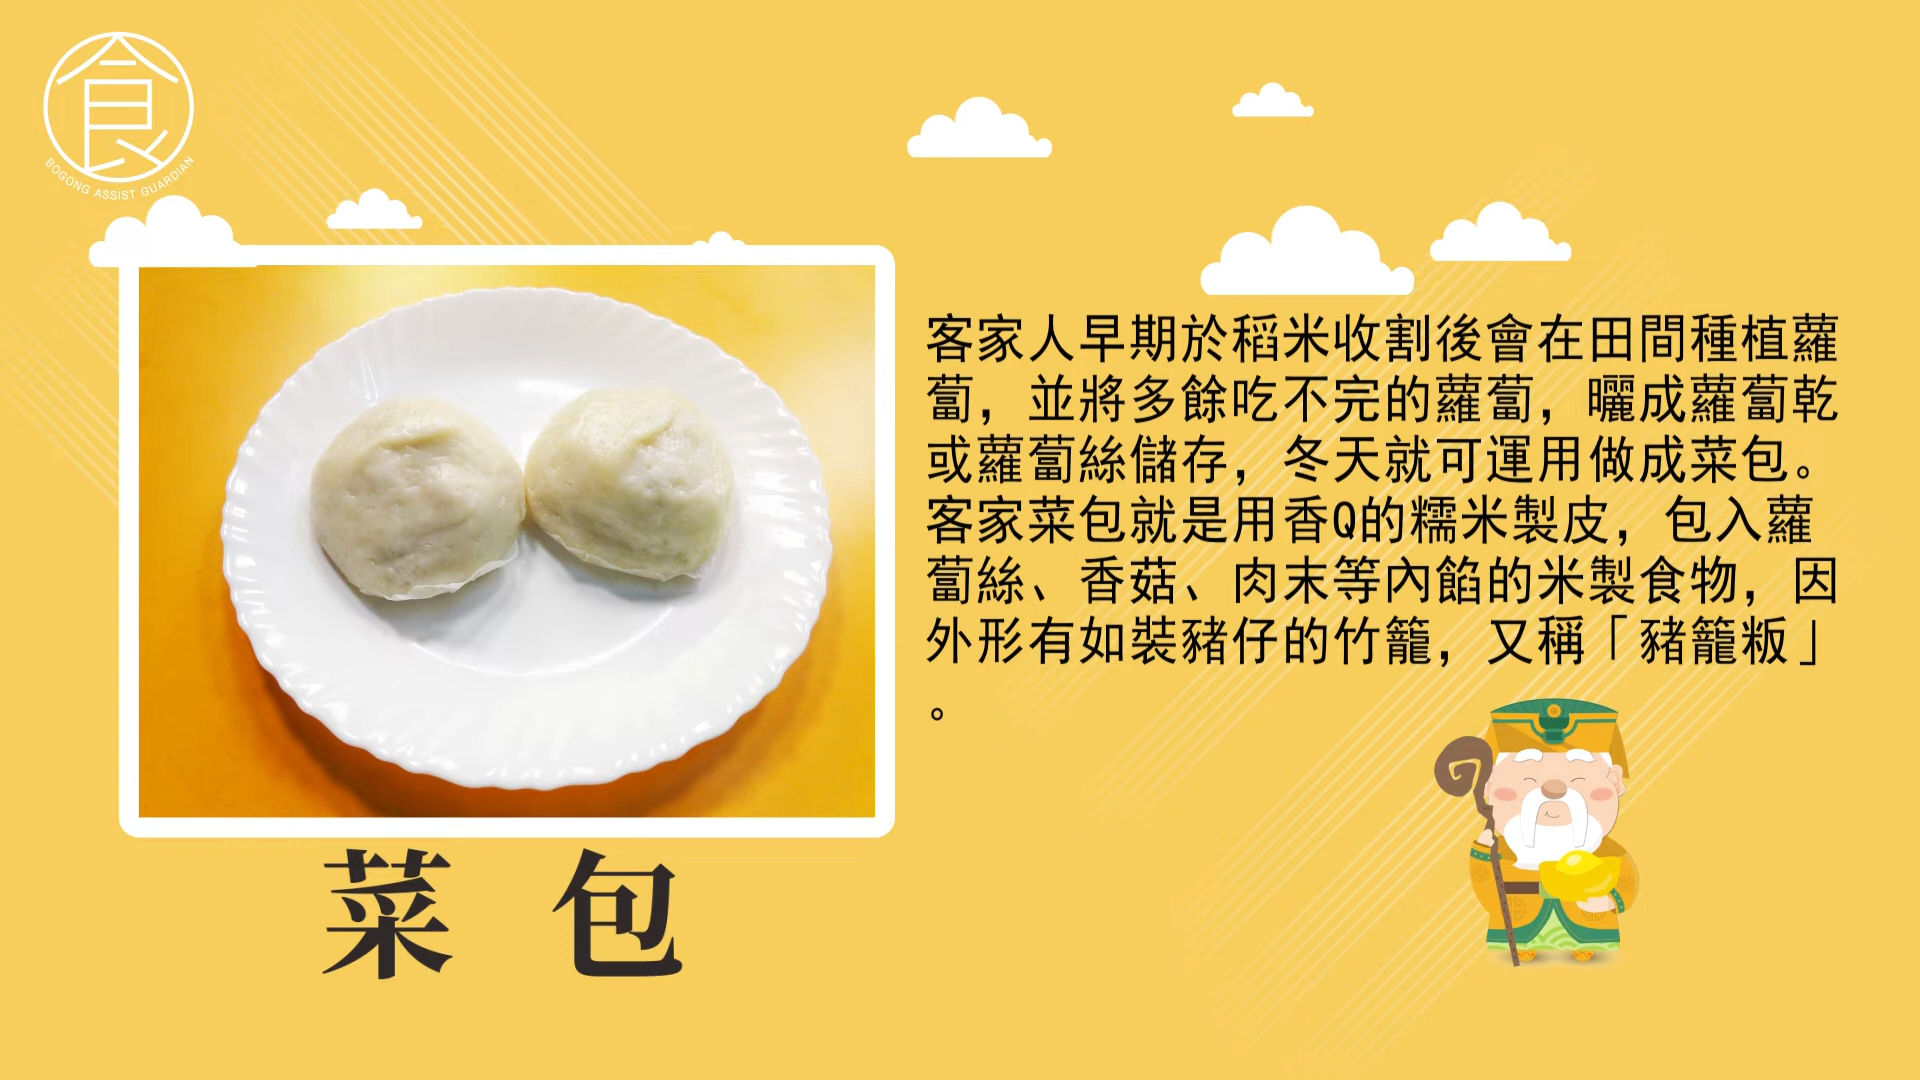 食
BOGONG ASSIST GUARDIAN
客家人早期於稻米收割後會在田間種植蘿
蔔，並將多餘吃不完的蘿蔔，曬成蘿蔔乾
或蘿蔔絲儲存，冬天就可運用做成菜包。
客家菜包就是用香Q的糯米製皮，包入蘿
蔔絲、香菇、肉末等內餡的米製食物，因
外形有如裝豬仔的竹籠，又稱「豬籠粄」
。
菜包